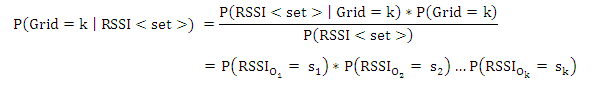 P(Grid = k | RSSI < set >) = P(RSSI < set > | Grid = k) * P(Grid = k) / P(RSSI < set >)
= P(RSSI_{O_1} = s_1) * P(RSSI_{O_2} = s_2) ... P(RSSI_{O_k} = s_k)